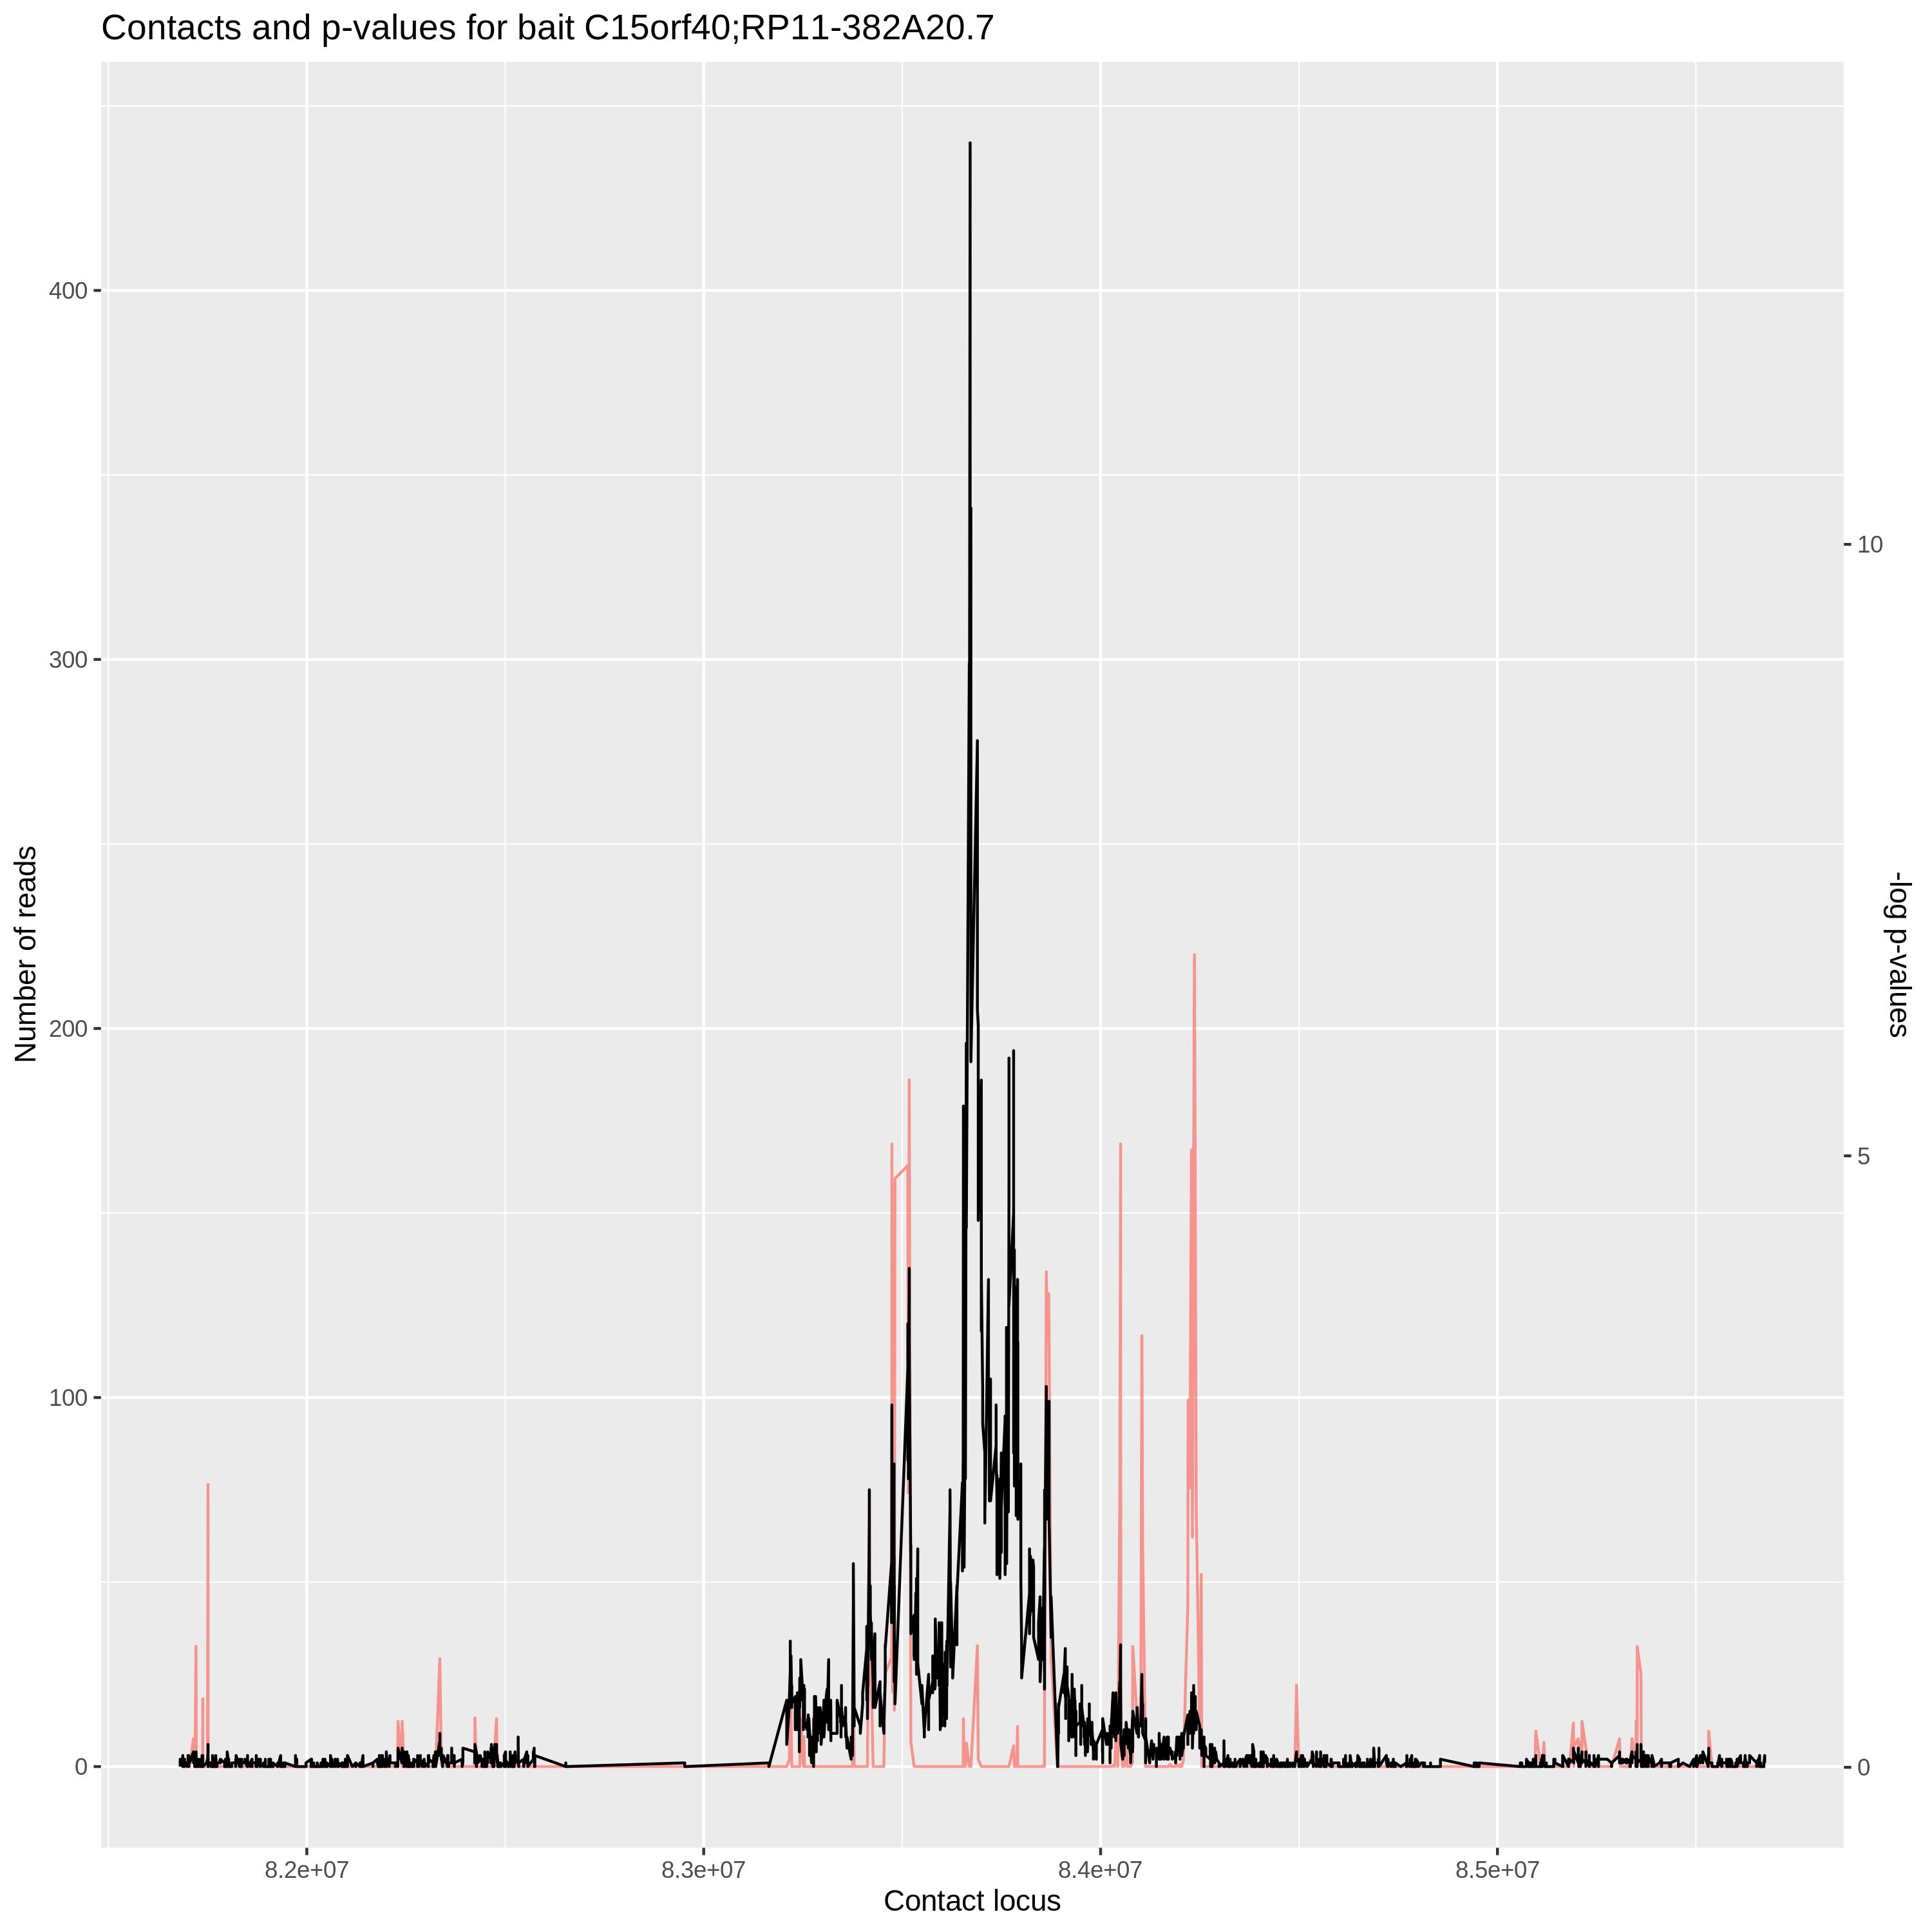 Contacts and p-values for bait C15orf40;RP11-382A20.7
Number of reads
400
300
200
100
0
10
5
0
-log p-values
8.2e+07
8.3e+07
8.4e+07
8.5e+07
Contact locus